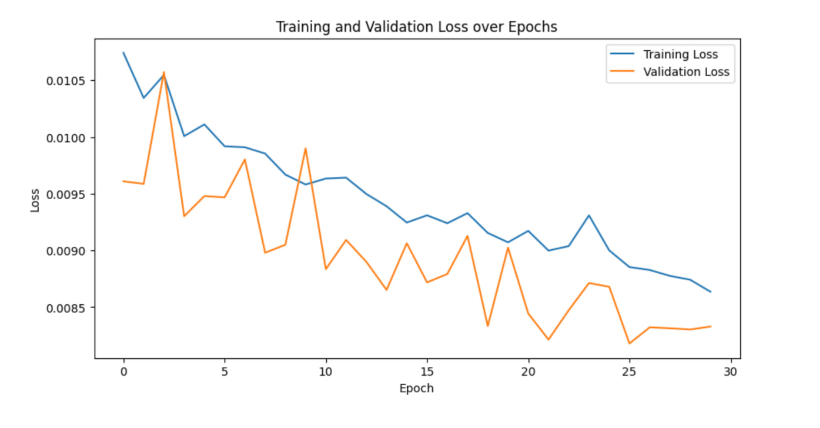 Training and Validation Loss over Epochs
Training Loss
Validation Loss
0.0105
0.0100
0.0095
0.0090
0.0085
Loss
0 5 10 15 20 25 30
Epoch